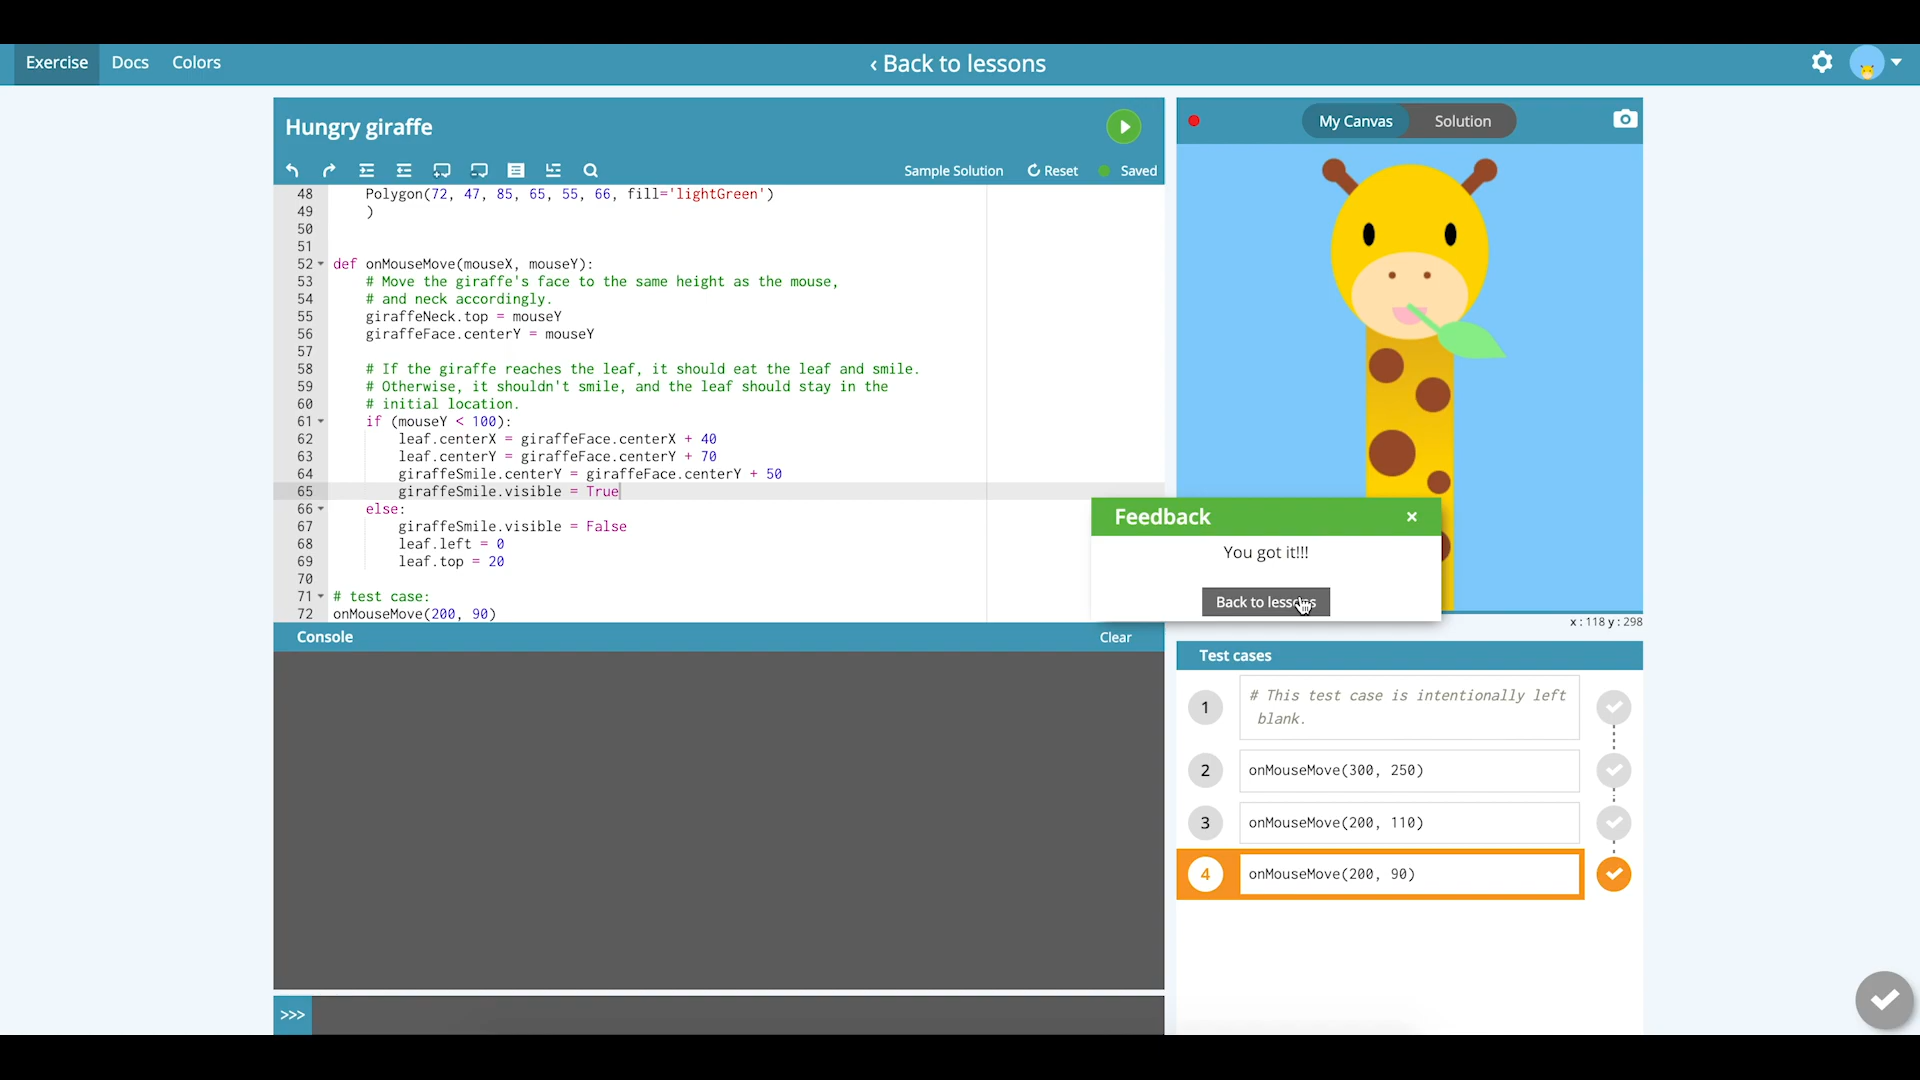 Exercise Docs Colors
‹ Back to lessons
Hungry giraffe
Sample Solution Reset Saved
48 Polygon(72, 47, 85, 65, 55, 66, fill='lightGreen')
49 )
50
51
52 def onMouseMove(mouseX, mouseY):
53 # Move the giraffe's face to the same height as the mouse,
54 # and neck accordingly.
55 giraffeNeck.top = mouseY
56 giraffeFace.centerY = mouseY
57
58 # If the giraffe reaches the leaf, it should eat the leaf and smile.
59 # Otherwise, it shouldn't smile, and the leaf should stay in the
60 # initial location.
61 if (mouseY < 100):
62 leaf.centerX = giraffeFace.centerX + 40
63 leaf.centerY = giraffeFace.centerY + 70
64 giraffeSmile.centerY = giraffeFace.centerY + 50
65 giraffeSmile.visible = True
66 else:
67 giraffeSmile.visible = False
68 leaf.left = 0
69 leaf.top = 20
70
71 # test case:
72 onMouseMove(200, 90)
Console Clear
>>>
My Canvas Solution
Feedback ×
You got it!!!
Back to lessons
x: 118 y: 298
Test cases
1 # This test case is intentionally left
blank.
2 onMouseMove(300, 250)
3 onMouseMove(200, 110)
4 onMouseMove(200, 90)